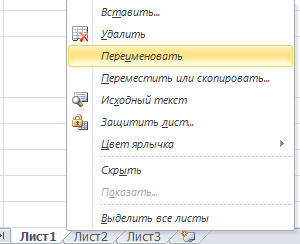 Вставить...
Удалить
Переименовать
Переместить или скопировать...
Исходный текст
Защитить лист...
Цвет ярлычка
Скрыть
Показать...
Выделить все листы
Лист1 Лист2 Лист3